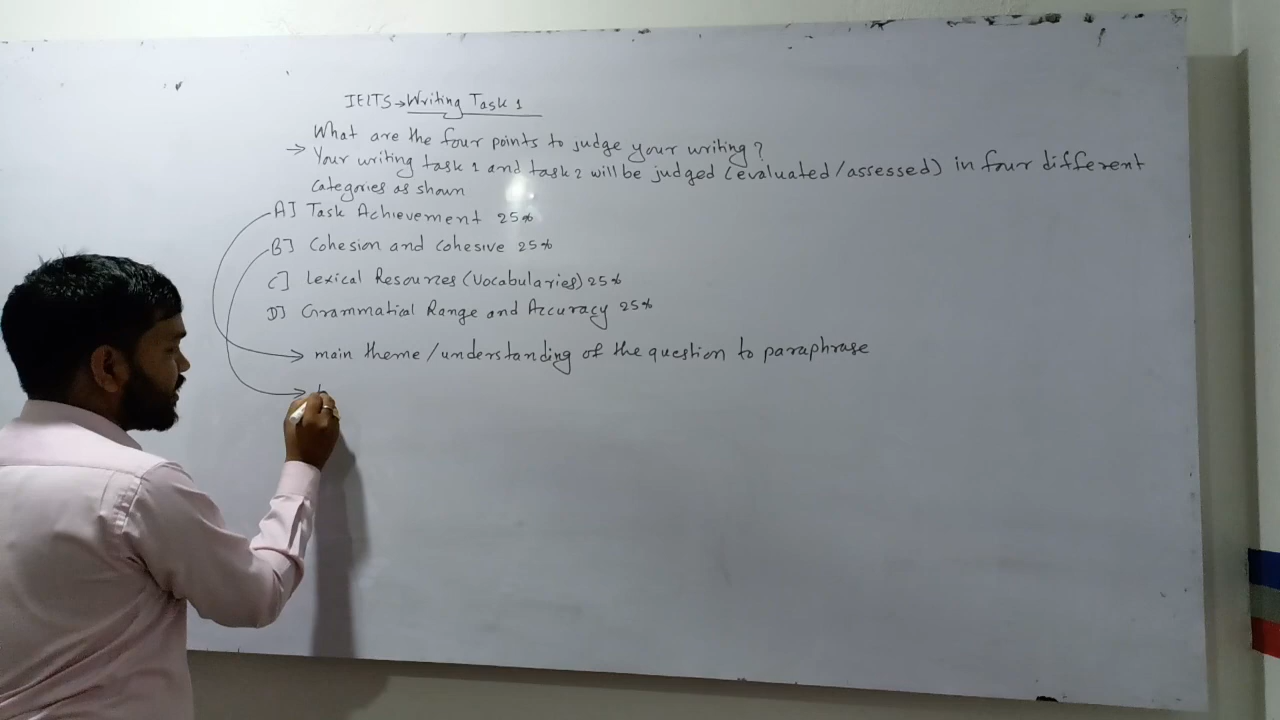 IELTS → Writing Task 1
What are the four points to judge your writing?
→ Your writing task 1 and task 2 will be judged (evaluated/assessed) in four different
categories as shown
A] Task Achievement 25%
B] Cohesion and cohesive 25%
C] Lexical Resources (Vocabularies) 25%
D] Grammatical Range and Accuracy 25%
→ main theme/understanding of the question to paraphrase
→